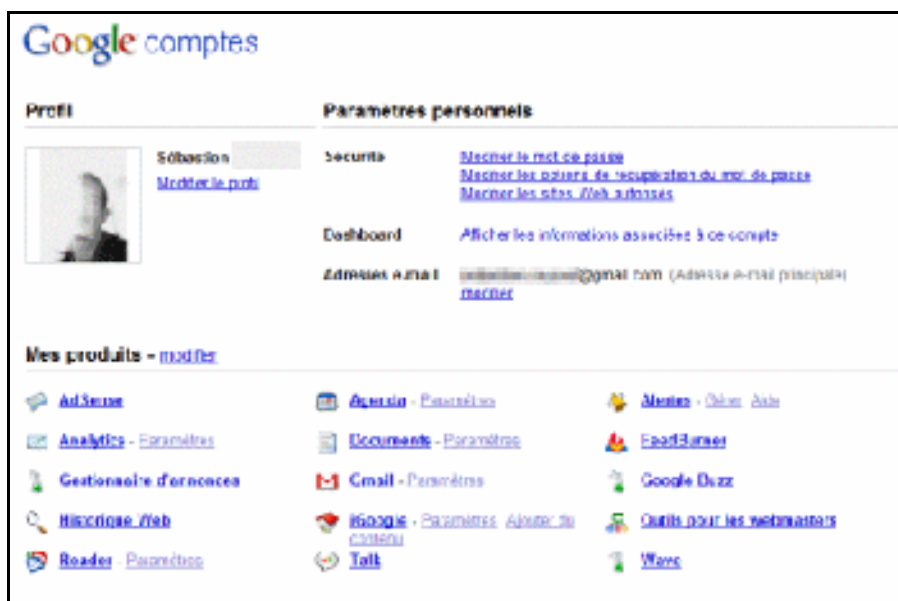 Google comptes
Profil
Paramètres personnels
Sébastien
Modifier le profil
Sécurité
Modifier le mot de passe
Modifier les options de récupération du mot de passe
Modifier les sites Web autorisés
Dashboard
Afficher les informations associées à ce compte
Adresses e-mail
@gmail.com (Adresse e-mail principale)
modifier
Mes produits - modifier
AdSense
Agenda - Paramètres
Alertes - Gérer Aide
Analytics - Paramètres
Documents - Paramètres
FeedBurner
Gestionnaire d'annonces
Gmail - Paramètres
Google Buzz
Historique Web
iGoogle - Paramètres Ajouter du
contenu
Outils pour les webmasters
Reader - Paramètres
Talk
Wave